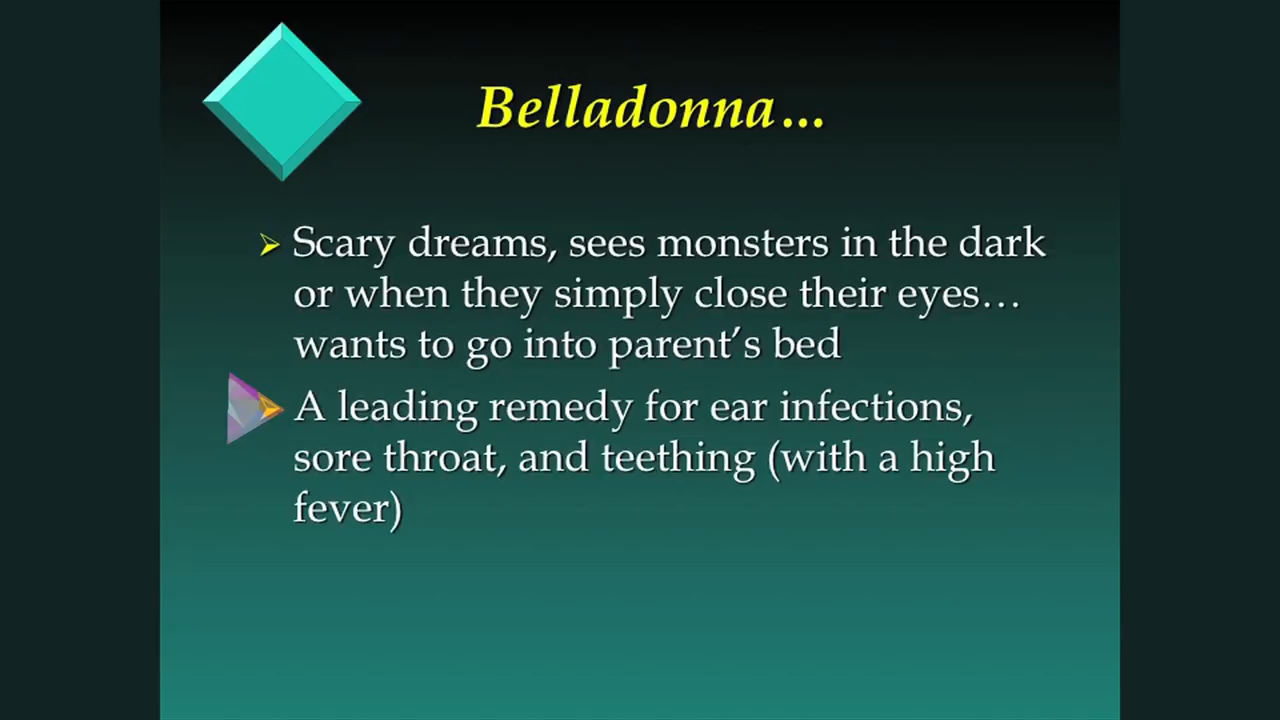 Belladonna…
Scary dreams, sees monsters in the dark
or when they simply close their eyes…
wants to go into parent’s bed
A leading remedy for ear infections,
sore throat, and teething (with a high
fever)